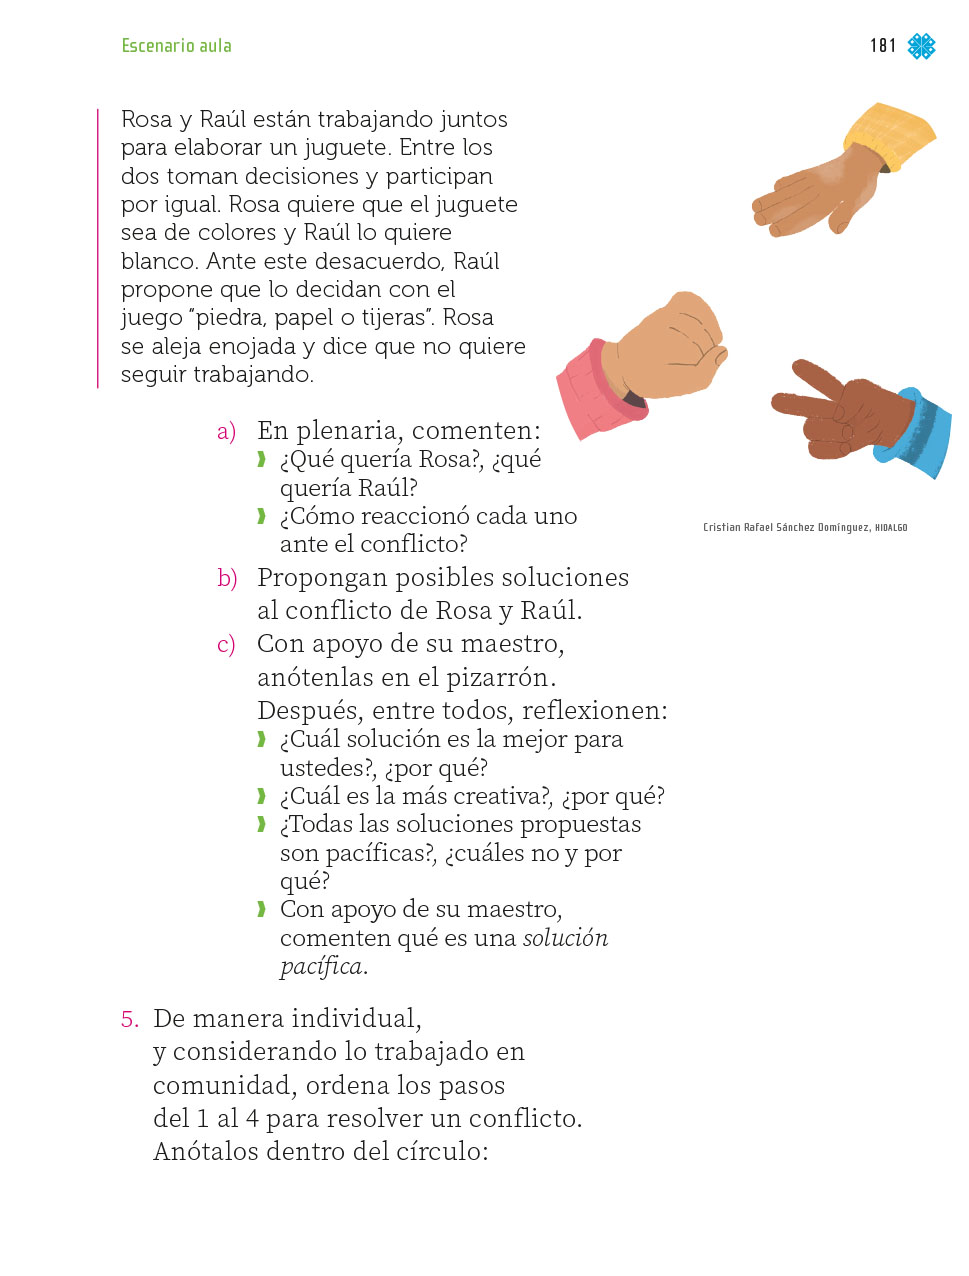 Escenario aula
181
Rosa y Raúl están trabajando juntos
para elaborar un juguete. Entre los
dos toman decisiones y participan
por igual. Rosa quiere que el juguete
sea de colores y Raúl lo quiere
blanco. Ante este desacuerdo, Raúl
propone que lo decidan con el
juego “piedra, papel o tijeras”. Rosa
se aleja enojada y dice que no quiere
seguir trabajando.
a) En plenaria, comenten:
¿Qué quería Rosa?, ¿qué
quería Raúl?
¿Cómo reaccionó cada uno
ante el conflicto?
Cristian Rafael Sánchez Domínguez, HIDALGO
b) Propongan posibles soluciones
al conflicto de Rosa y Raúl.
c) Con apoyo de su maestro,
anótenlas en el pizarrón.
Después, entre todos, reflexionen:
¿Cuál solución es la mejor para
ustedes?, ¿por qué?
¿Cuál es la más creativa?, ¿por qué?
¿Todas las soluciones propuestas
son pacíficas?, ¿cuáles no y por
qué?
Con apoyo de su maestro,
comenten qué es una solución
pacífica.
5. De manera individual,
y considerando lo trabajado en
comunidad, ordena los pasos
del 1 al 4 para resolver un conflicto.
Anótalos dentro del círculo: